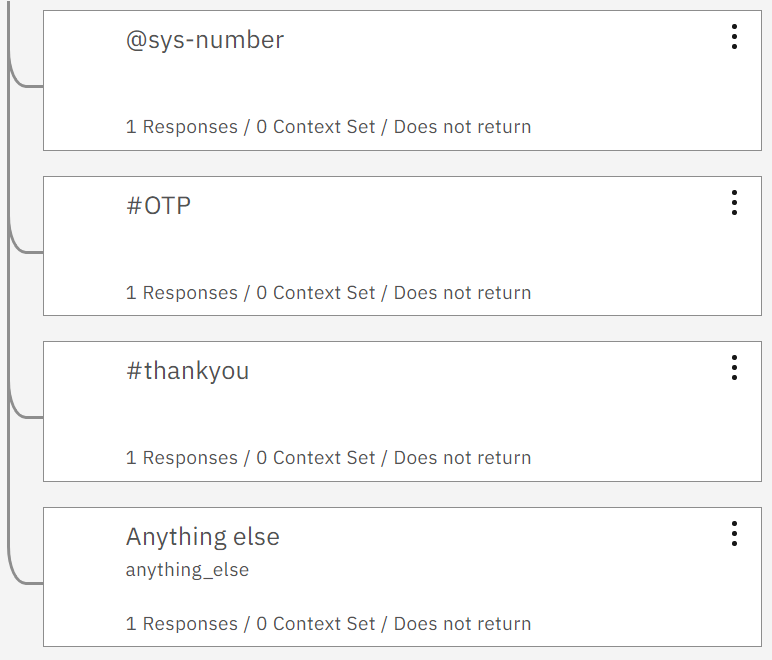 @sys-number
1 Responses / 0 Context Set / Does not return
#OTP
1 Responses / 0 Context Set / Does not return
#thankyou
1 Responses / 0 Context Set / Does not return
Anything else
anything_else
1 Responses / 0 Context Set / Does not return